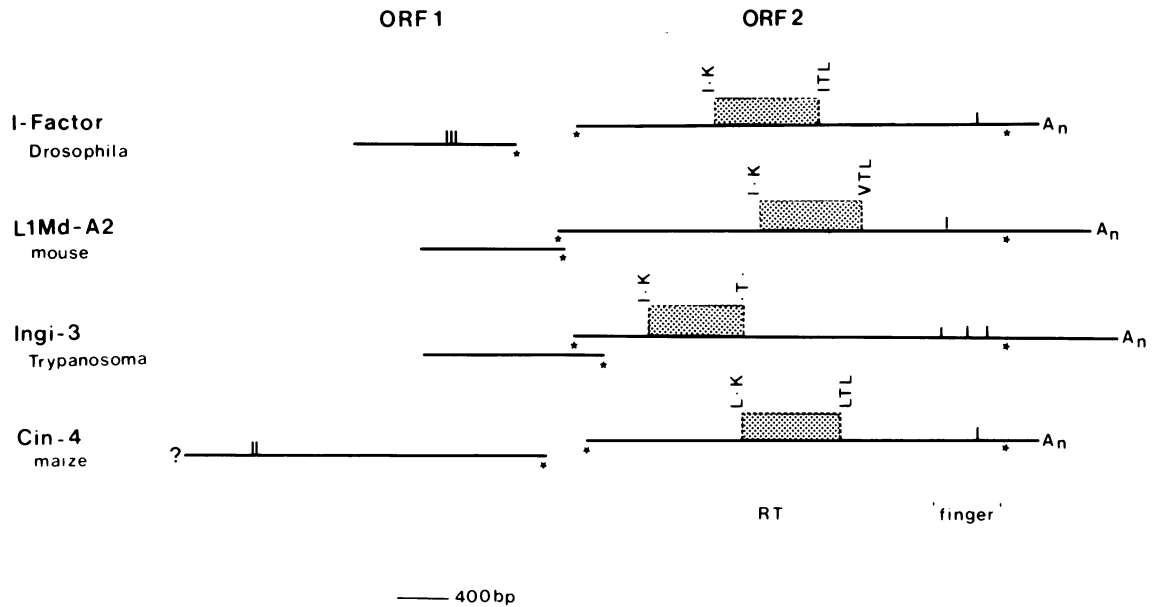 ORF 1
ORF 2
I·K
ITL
I-Factor
Drosophila
* * * An
I·K
VTL
L1Md-A2
mouse
* * * An
I·K
·T·
Ingi-3
Trypanosoma
* * * An
L·K
LTL
Cin-4
maize
? * * * An
RT
'finger'
400bp